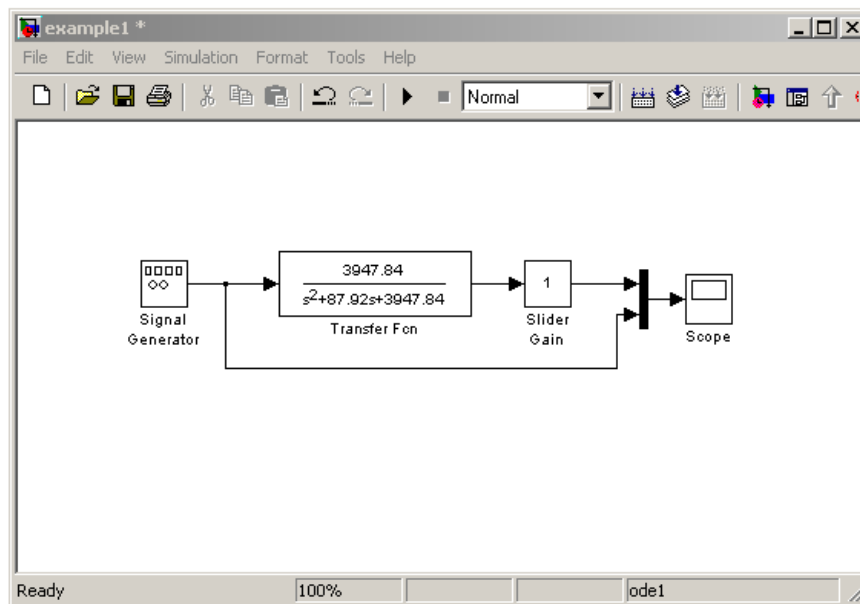 example1 *
File Edit View Simulation Format Tools Help
Normal
3947.84
s²+87.92s+3947.84
1
Signal
Generator
Transfer Fcn
Slider
Gain
Scope
Ready 100% ode1